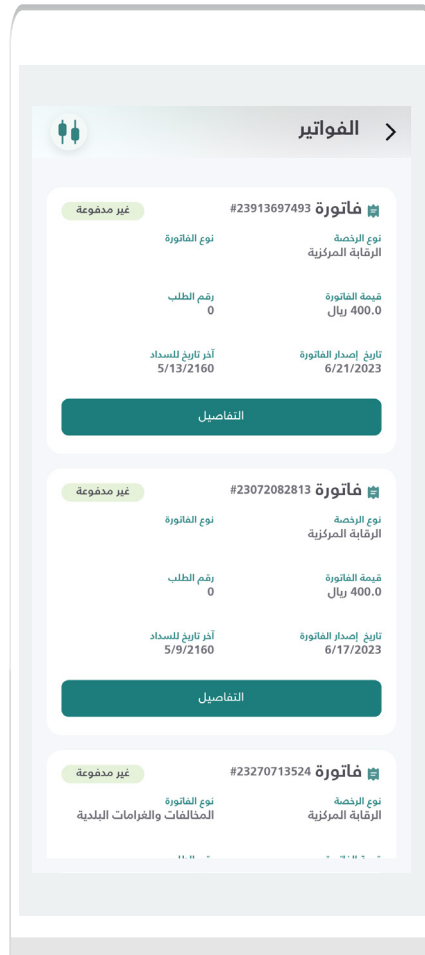 الفواتير
فاتورة 23913697493#
غير مدفوعة
نوع الرخصة
نوع الفاتورة
الرقابة المركزية
قيمة الفاتورة
رقم الطلب
400.0 ريال
0
تاريخ إصدار الفاتورة
آخر تاريخ للسداد
6/21/2023
5/13/2160
التفاصيل
فاتورة 23072082813#
غير مدفوعة
نوع الرخصة
نوع الفاتورة
الرقابة المركزية
قيمة الفاتورة
رقم الطلب
400.0 ريال
0
تاريخ إصدار الفاتورة
آخر تاريخ للسداد
6/17/2023
5/9/2160
التفاصيل
فاتورة 23270713524#
غير مدفوعة
نوع الرخصة
نوع الفاتورة
الرقابة المركزية
المخالفات والغرامات البلدية